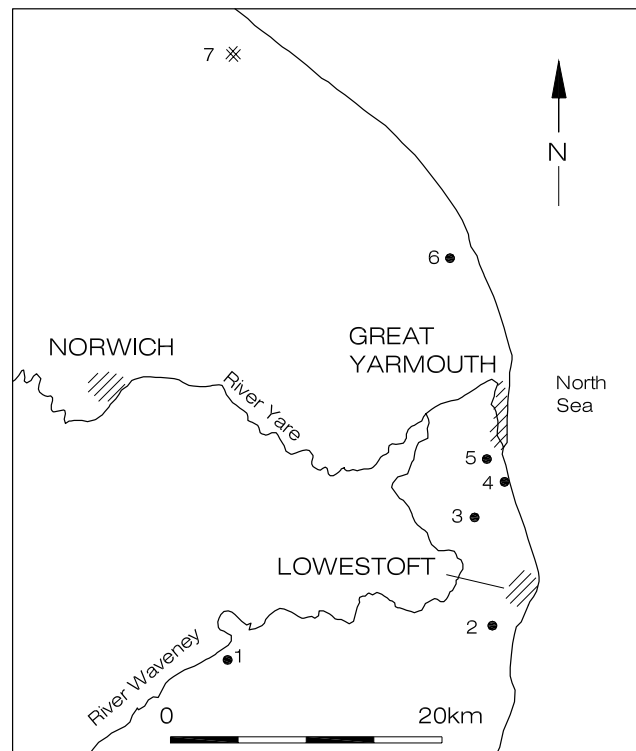 7
N
6
GREAT
YARMOUTH
NORWICH
North
Sea
River Yare
5
4
3
LOWESTOFT
2
River Waveney
1
0 20km